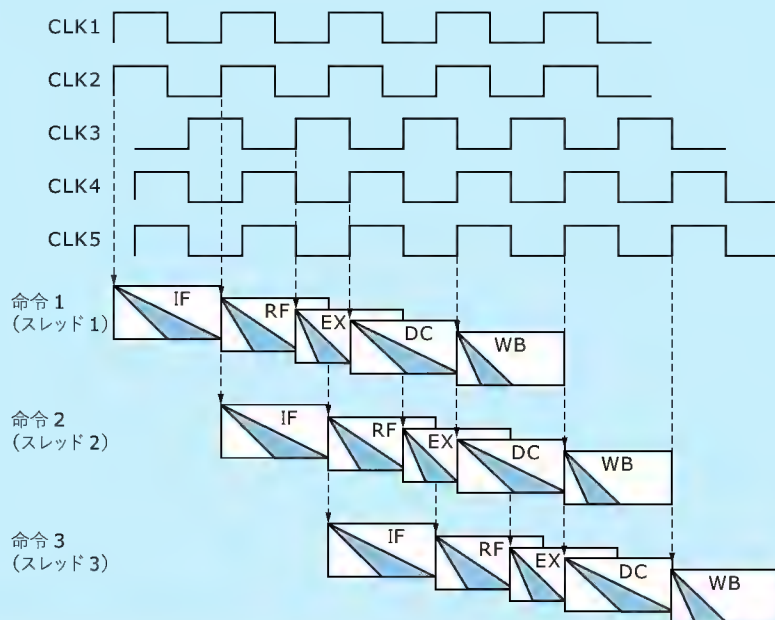 CLK1
CLK2
CLK3
CLK4
CLK5
命令1
(スレッド1)
IF
RF
EX
DC
WB
命令2
(スレッド2)
IF
RF
EX
DC
WB
命令3
(スレッド3)
IF
RF
EX
DC
WB